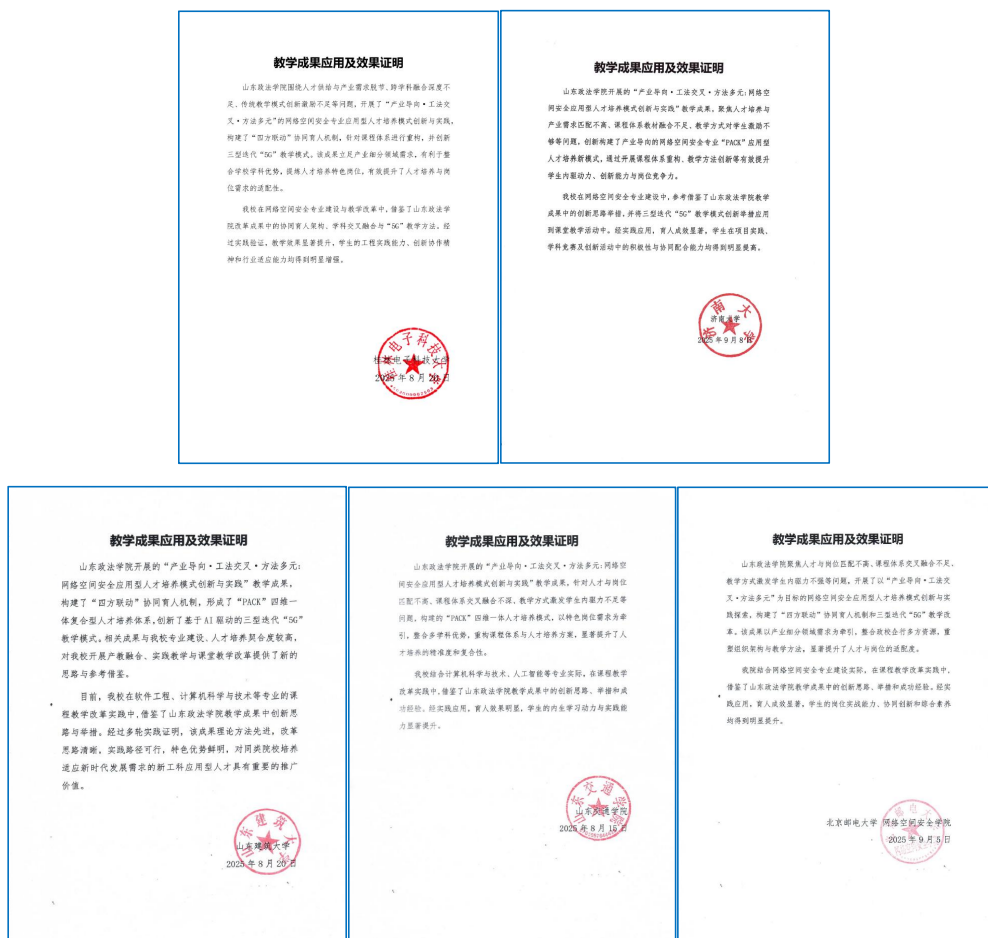 教学成果应用及效果证明
山东政法学院围绕人才供给与产业需求脱节、跨学科融合深度不
足、传统教学模式创新激励不足等问题，开展了“产业导向·工法交
叉·方法多元”的网络空间安全专业应用型人才培养模式创新与实践，
构建了“四方联动”协同育人机制，针对课程体系进行重构，并创新
三型迭代“5G”教学模式。该成果立足产业细分领域需求，有利于整
合学校学科优势，提炼人才培养特色岗位，有效提升了人才培养与岗
位需求的适配性。
我校在网络空间安全专业建设与教学改革中，借鉴了山东政法学
院改革成果中的协同育人架构、学科交叉融合与“5G”教学方法。经
过实践验证，教学效果显著提升，学生的工程实践能力、创新协作精
神和行业适应能力均得到明显增强。
桂林电子科技大学
2025 年 8 月 20 日
教学成果应用及效果证明
山东政法学院开展的“产业导向·工法交叉·方法多元：网络空
间安全应用型人才培养模式创新与实践”教学成果，聚焦人才培养与
产业需求匹配不高、课程体系教材融合不足、教学方式对学生激励不
够等问题，创新构建了产业导向的网络空间安全专业“PACK”应用型
人才培养新模式，通过开展课程体系重构、教学方法创新等有效提升
学生内驱动力、创新能力与岗位竞争力。
我校在网络空间安全专业建设中，参考借鉴了山东政法学院教学
成果中的创新思路举措，并将三型迭代“5G”教学模式创新举措应用
到课堂教学活动中。经实践应用，育人成效显著，学生在项目实践、
学科竞赛及创新活动中的积极性与协同配合能力均得到明显提高。
济南大学
2025 年 9 月 8 日
教学成果应用及效果证明
山东政法学院开展的“产业导向·工法交叉·方法多元：
网络空间安全应用型人才培养模式创新与实践”教学成果，
构建了“四方联动”协同育人机制，形成了“PACK”四维一
体复合型人才培养体系，创新了基于 AI 驱动的三型迭代“5G”
教学模式。相关成果与我校专业建设、人才培养契合度较高，
对我校开展产教融合、实践教学与课堂教学改革提供了新的
思路与参考借鉴。
目前，我校在软件工程、计算机科学与技术等专业的课
程教学改革实践中，借鉴了山东政法学院教学成果中创新思
路与举措。经过多轮实践证明，该成果理论方法先进，改革
思路清晰，实践路径可行，特色优势鲜明，对同类院校培养
适应新时代发展需求的新工科应用型人才具有重要的推广
价值。
山东建筑大学
2025 年 8 月 20 日
教学成果应用及效果证明
山东政法学院开展的“产业导向·工法交叉·方法多元：网络空
间安全应用型人才培养模式创新与实践”教学成果，针对人才与岗位
匹配不高、课程体系交叉融合不深、教学方式激发学生内驱力不足等
问题，构建的“PACK”四维一体人才培养模式，以特色岗位需求为牵
引，整合多学科优势，重构课程体系与人才培养方案，显著提升了人
才培养的精准度和复合性。
我校结合计算机科学与技术、人工智能等专业实际，在课程教学
改革实践中，借鉴了山东政法学院教学成果中的创新思路、举措和成
功经验。经实践应用，育人效果明显，学生的内生学习动力与实践能
力显著提升。
山东交通学院
2025 年 8 月 15 日
教学成果应用及效果证明
山东政法学院聚焦人才与岗位匹配不高、课程体系交叉融合不足、
教学方式激发学生内驱力不强等问题，开展了以“产业导向·工法交
叉·方法多元”为目标的网络空间安全应用型人才培养模式创新与实
践探索，构建了“四方联动”协同育人机制和三型迭代“5G”教学改
革。该成果以产业细分领域需求为牵引，整合政校企行多方资源，重
塑组织架构与教学方法，显著提升了人才与岗位的适配度。
我院结合网络空间安全专业建设实际，在课程教学改革实践中，
借鉴了山东政法学院教学成果中的创新思路、举措和成功经验。经实
践应用，育人成效显著，学生的岗位实战能力、协同创新和综合素养
均得到明显提升。
北京邮电大学 网络空间安全学院
2025 年 9 月 5 日